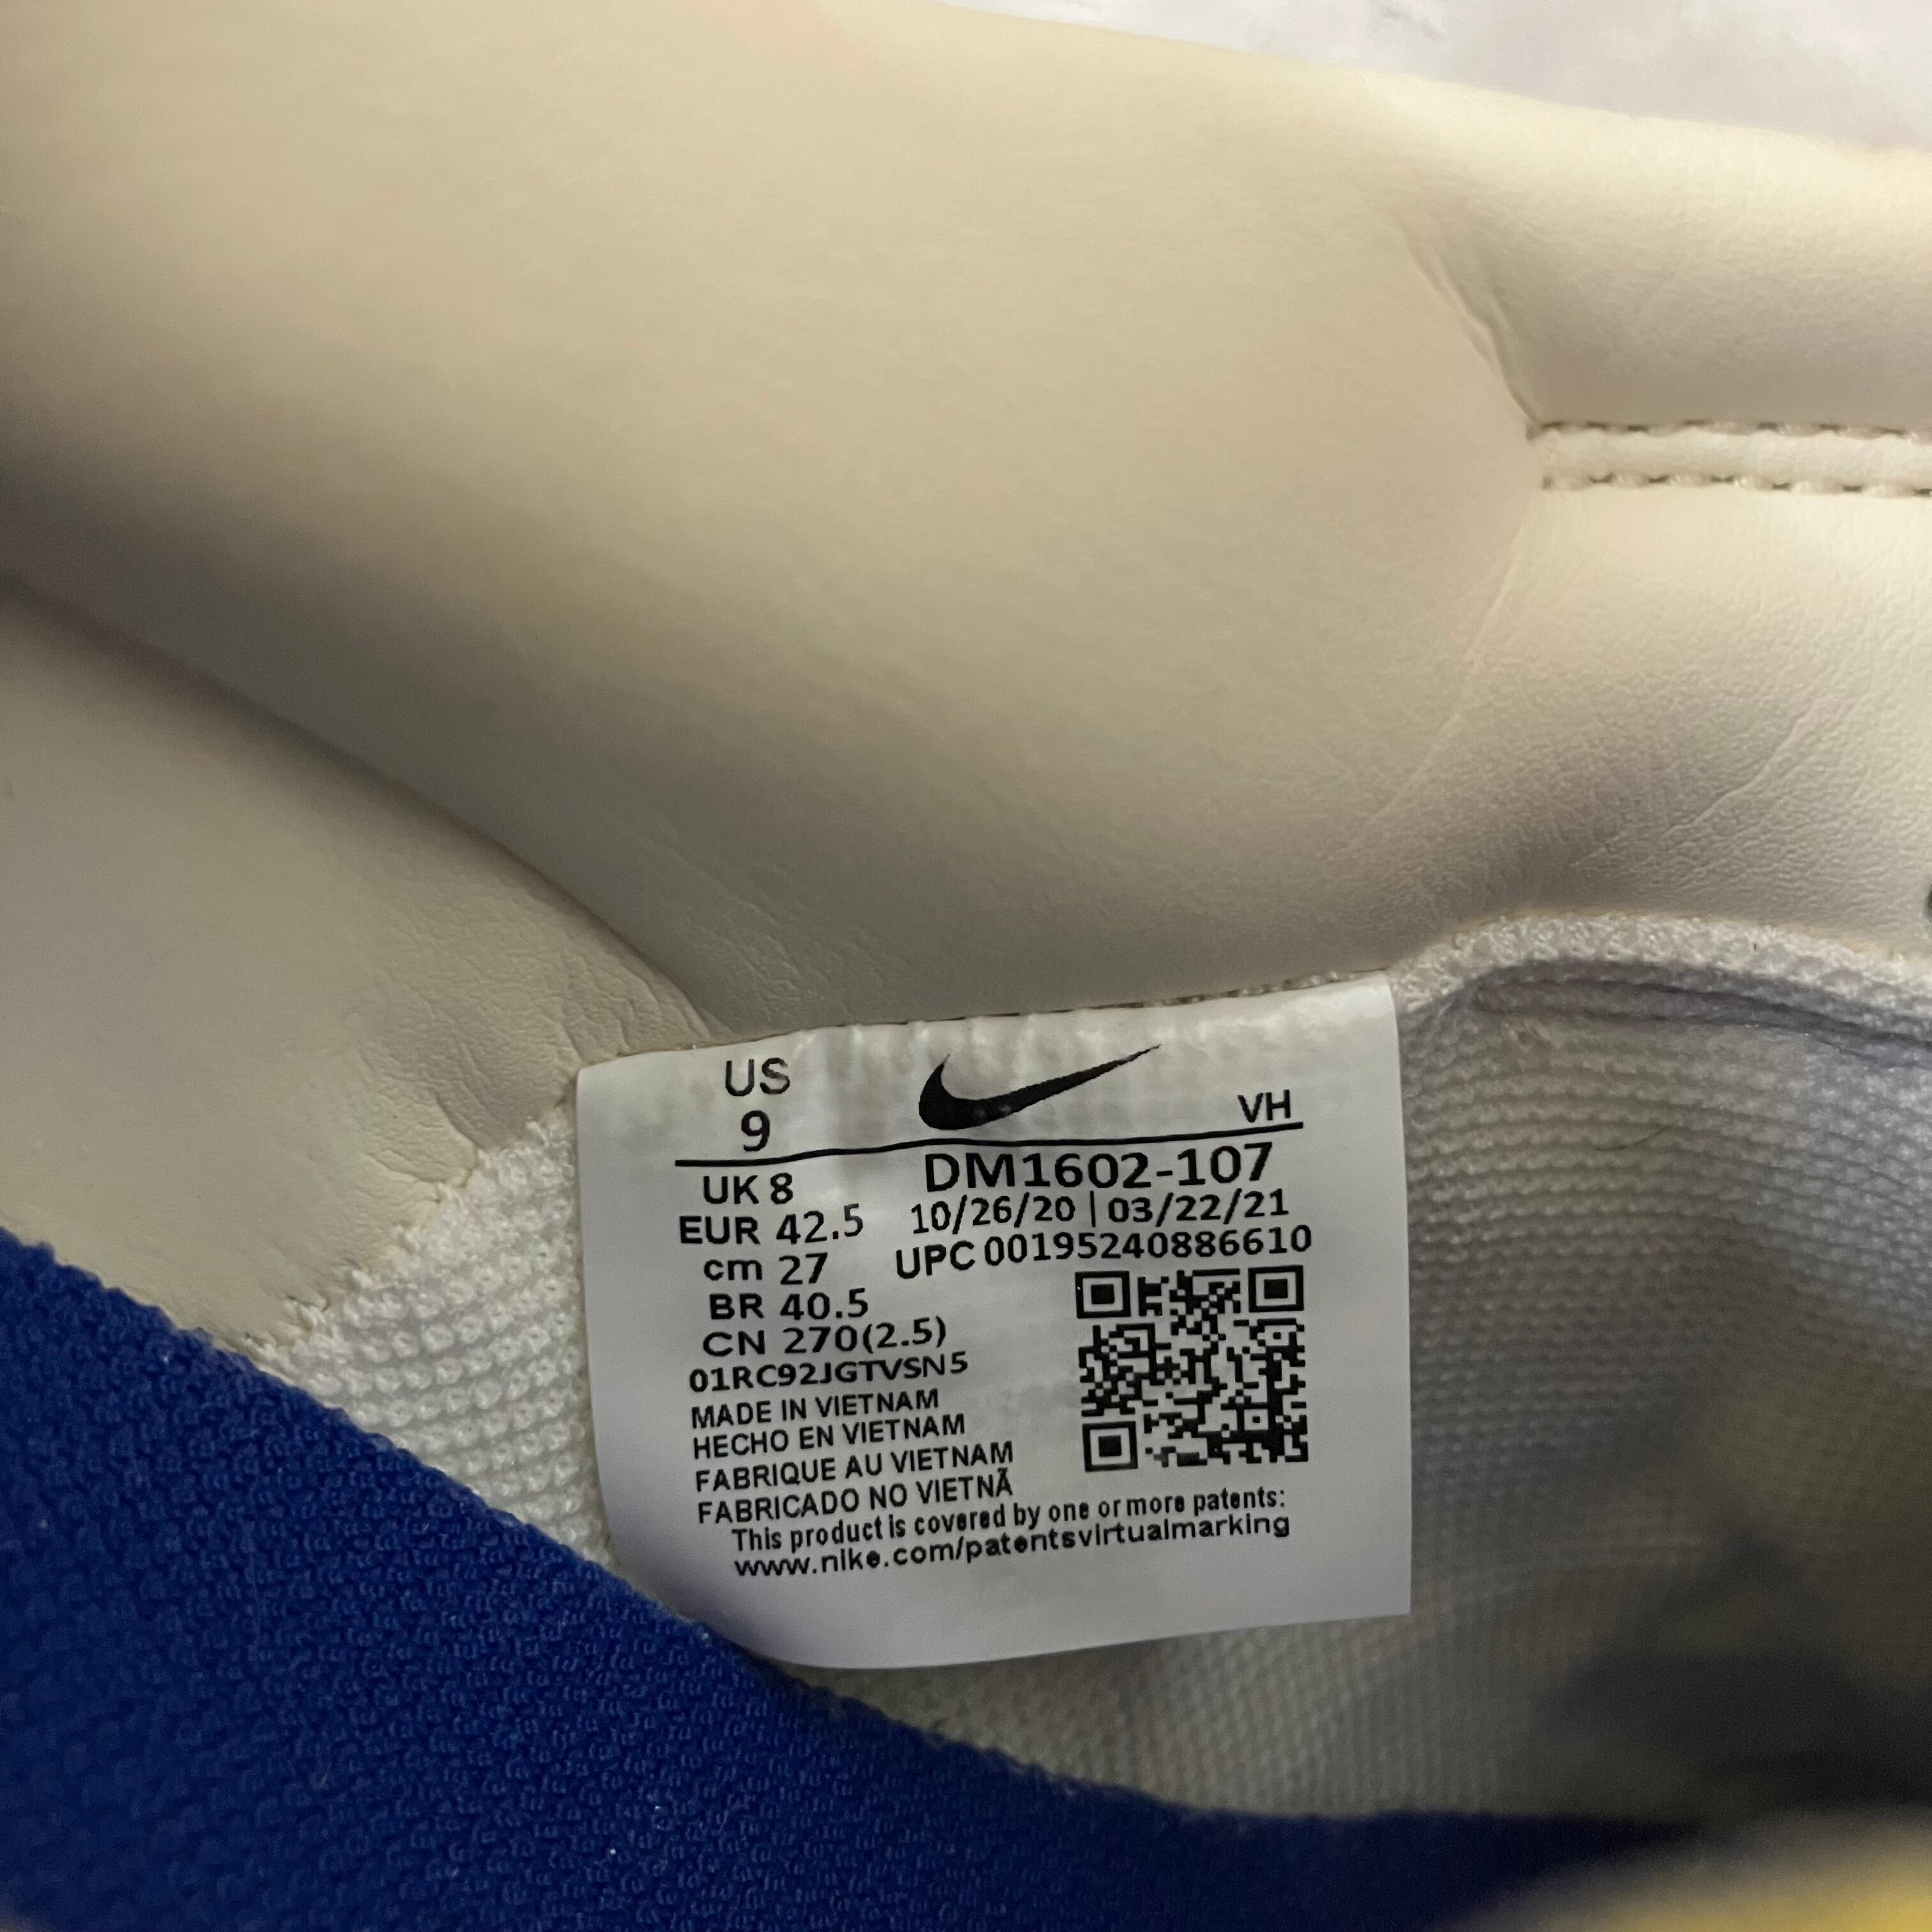 US
9
VH
UK 8
DM1602-107
EUR 42.5
10/26/20 | 03/22/21
cm 27
UPC 00195240886610
BR 40.5
CN 270(2.5)
01RC92JGTVSN5
MADE IN VIETNAM
HECHO EN VIETNAM
FABRIQUE AU VIETNAM
FABRICADO NO VIETNÃ
This product is covered by one or more patents:
www.nike.com/patentsvirtualmarking